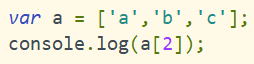 var a = ['a','b','c'];
console.log(a[2]);